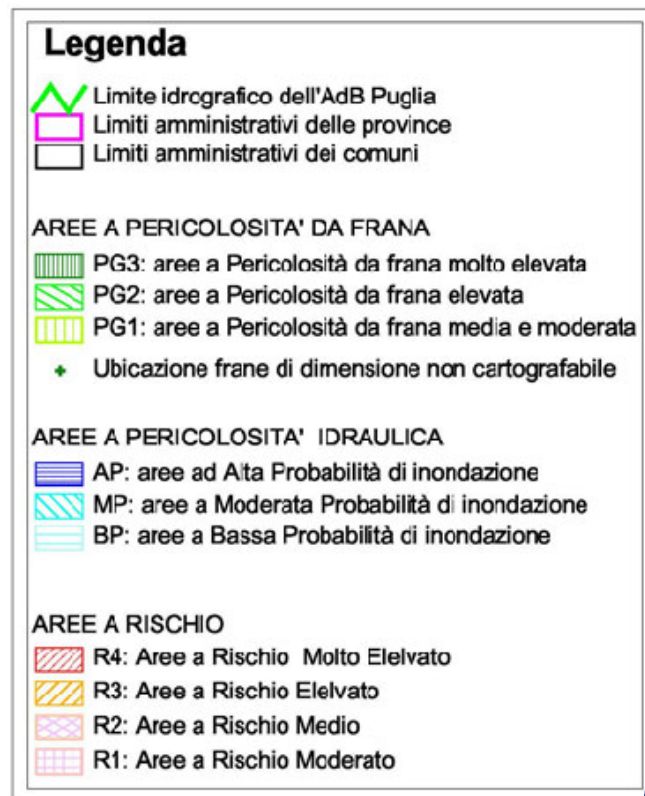 Legenda
Limite idrografico dell'AdB Puglia
Limiti amministrativi delle province
Limiti amministrativi dei comuni
AREE A PERICOLOSITA' DA FRANA
PG3: aree a Pericolosità da frana molto elevata
PG2: aree a Pericolosità da frana elevata
PG1: aree a Pericolosità da frana media e moderata
Ubicazione frane di dimensione non cartografabile
AREE A PERICOLOSITA' IDRAULICA
AP: aree ad Alta Probabilità di inondazione
MP: aree a Moderata Probabilità di inondazione
BP: aree a Bassa Probabilità di inondazione
AREE A RISCHIO
R4: Aree a Rischio Molto Elelvato
R3: Aree a Rischio Elelvato
R2: Aree a Rischio Medio
R1: Aree a Rischio Moderato